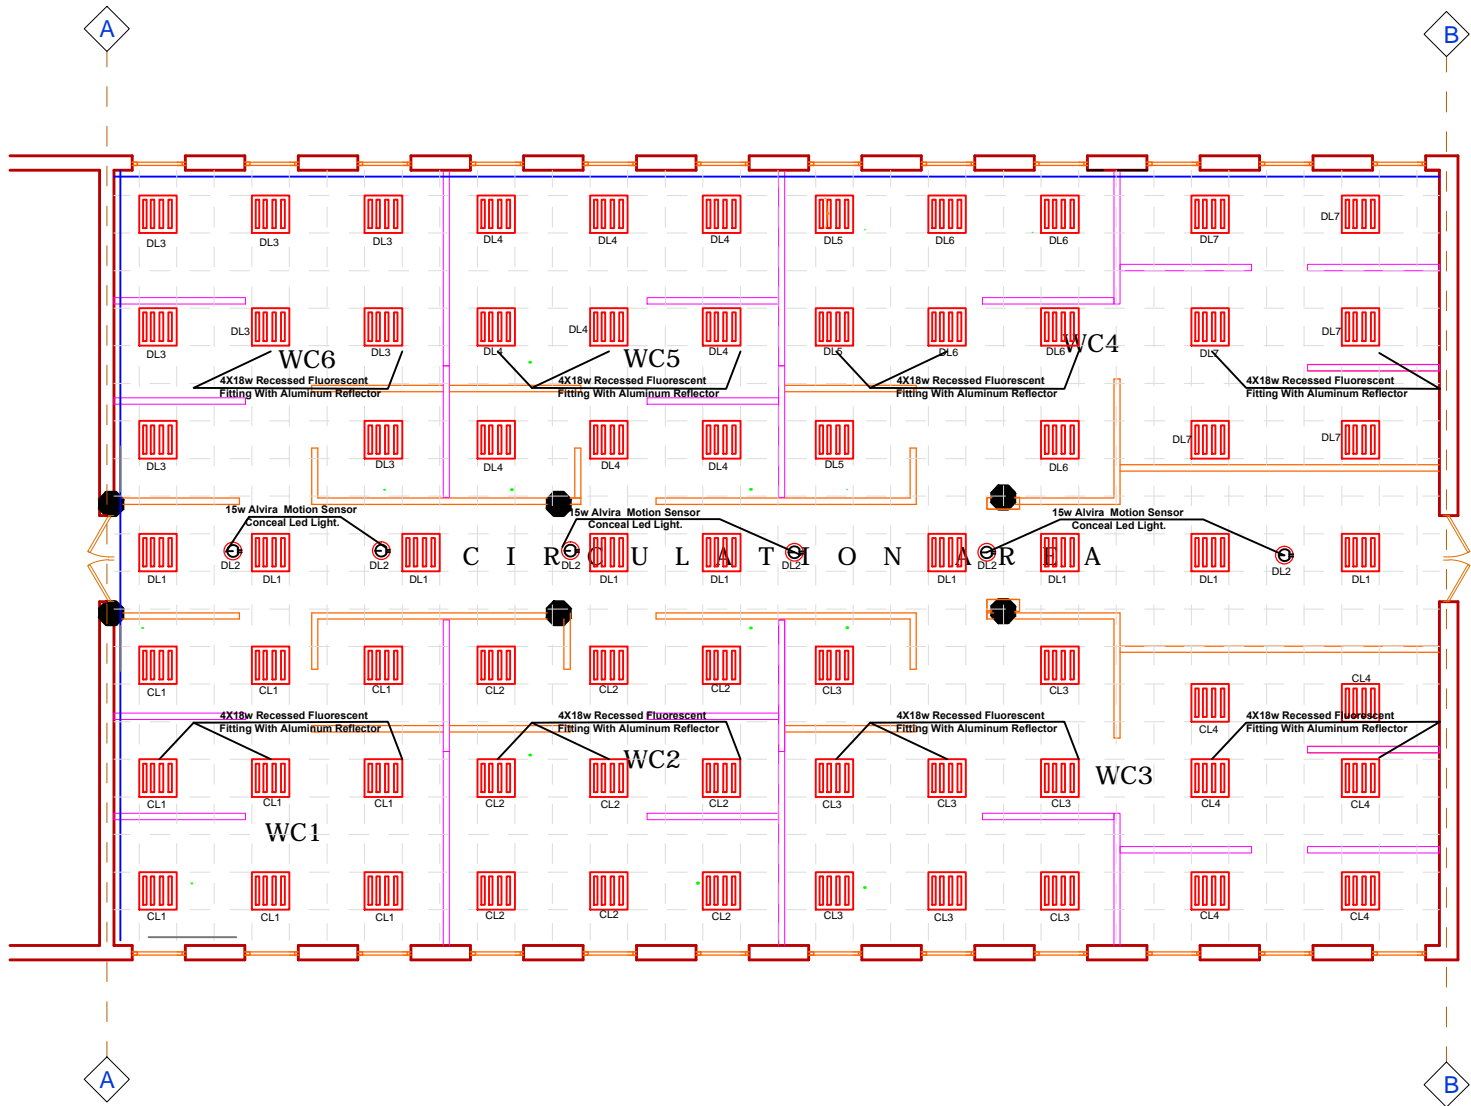 A
B
DL7
DL3
DL3
DL3
DL4
DL4
DL4
DL5
DL6
DL6
DL7
DL3
DL4
DL7
DL3
DL3
DL4
DL4
DL5
DL6
DL6
DL7
WC6
WC5
WC4
4X18w Recessed Fluorescent
Fitting With Aluminum Reflector
4X18w Recessed Fluorescent
Fitting With Aluminum Reflector
4X18w Recessed Fluorescent
Fitting With Aluminum Reflector
4X18w Recessed Fluorescent
Fitting With Aluminum Reflector
DL7
DL7
DL3
DL3
DL4
DL4
DL4
DL5
DL6
15w Alvira Motion Sensor
Conceal Led Light.
15w Alvira Motion Sensor
Conceal Led Light.
15w Alvira Motion Sensor
Conceal Led Light.
CIRCULATION AREA
DL2
DL2
DL2
DL2
DL2
DL2
DL1
DL1
DL1
DL1
DL1
DL1
DL1
DL1
DL1
CL4
CL1
CL1
CL1
CL2
CL2
CL2
CL3
CL3
4X18w Recessed Fluorescent
Fitting With Aluminum Reflector
4X18w Recessed Fluorescent
Fitting With Aluminum Reflector
4X18w Recessed Fluorescent
Fitting With Aluminum Reflector
4X18w Recessed Fluorescent
Fitting With Aluminum Reflector
CL4
WC2
WC3
CL1
CL1
CL1
CL2
CL2
CL2
CL3
CL3
CL3
CL4
CL4
WC1
CL1
CL1
CL1
CL2
CL2
CL2
CL3
CL3
CL3
CL4
CL4
A
B